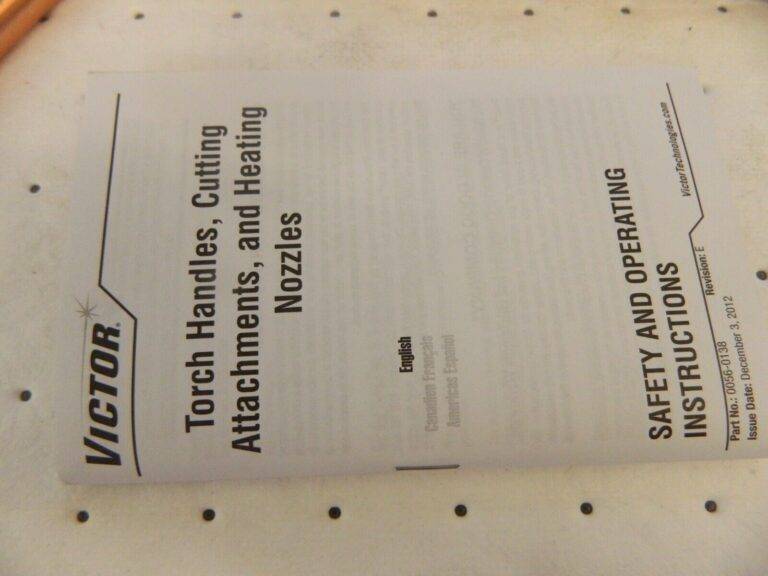 VICTOR®
Torch Handles, Cutting
Attachments, and Heating
Nozzles
English
Canadien Français
Americas Español
SAFETY AND OPERATING
INSTRUCTIONS
Part No.: 0056-0138
Issue Date: December 3, 2012
Revision: E
VictorTechnologies.com